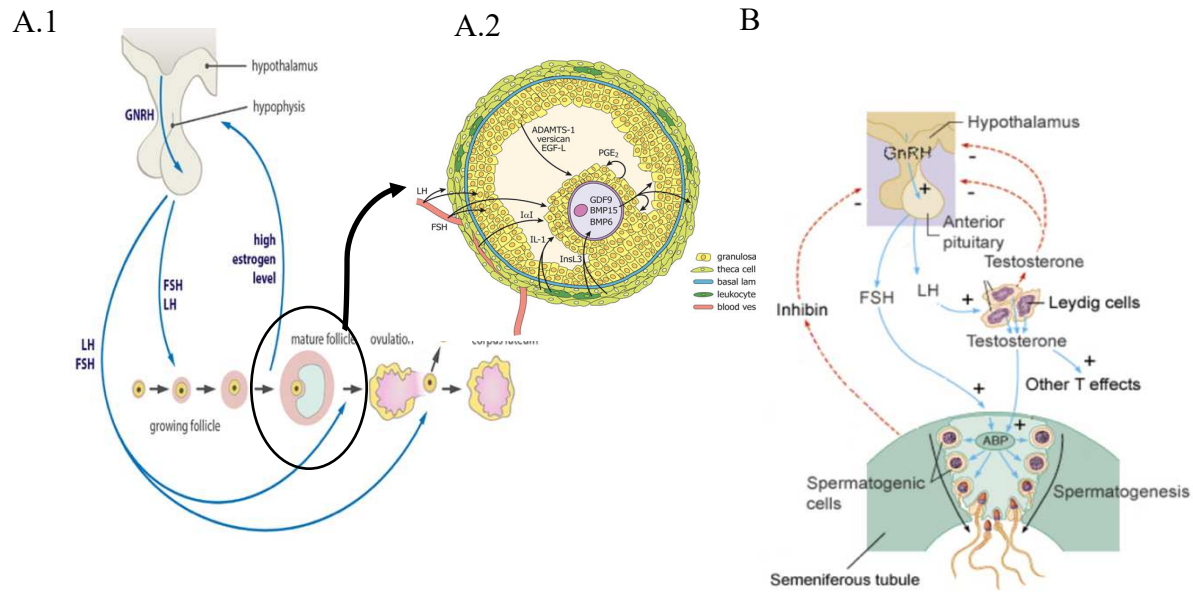 A.1
A.2
B
hypothalamus
hypophysis
GNRH
high
estrogen
level
FSH
LH
LH
FSH
growing follicle
mature follicle
ovulation
corpus luteum
ADAMTS-1
versican
EGF-L
PGE2
LH
FSH
IαI
IL-1
InsL3
GDF9
BMP15
BMP6
granulosa
theca cell
basal lam
leukocyte
blood ves
Hypothalamus
GnRH
+
-
-
-
Anterior
pituitary
Testosterone
FSH
LH
+
Leydig cells
Inhibin
Testosterone
+
Other T effects
+
+
ABP
Spermatogenic
cells
Spermatogenesis
Semeniferous tubule